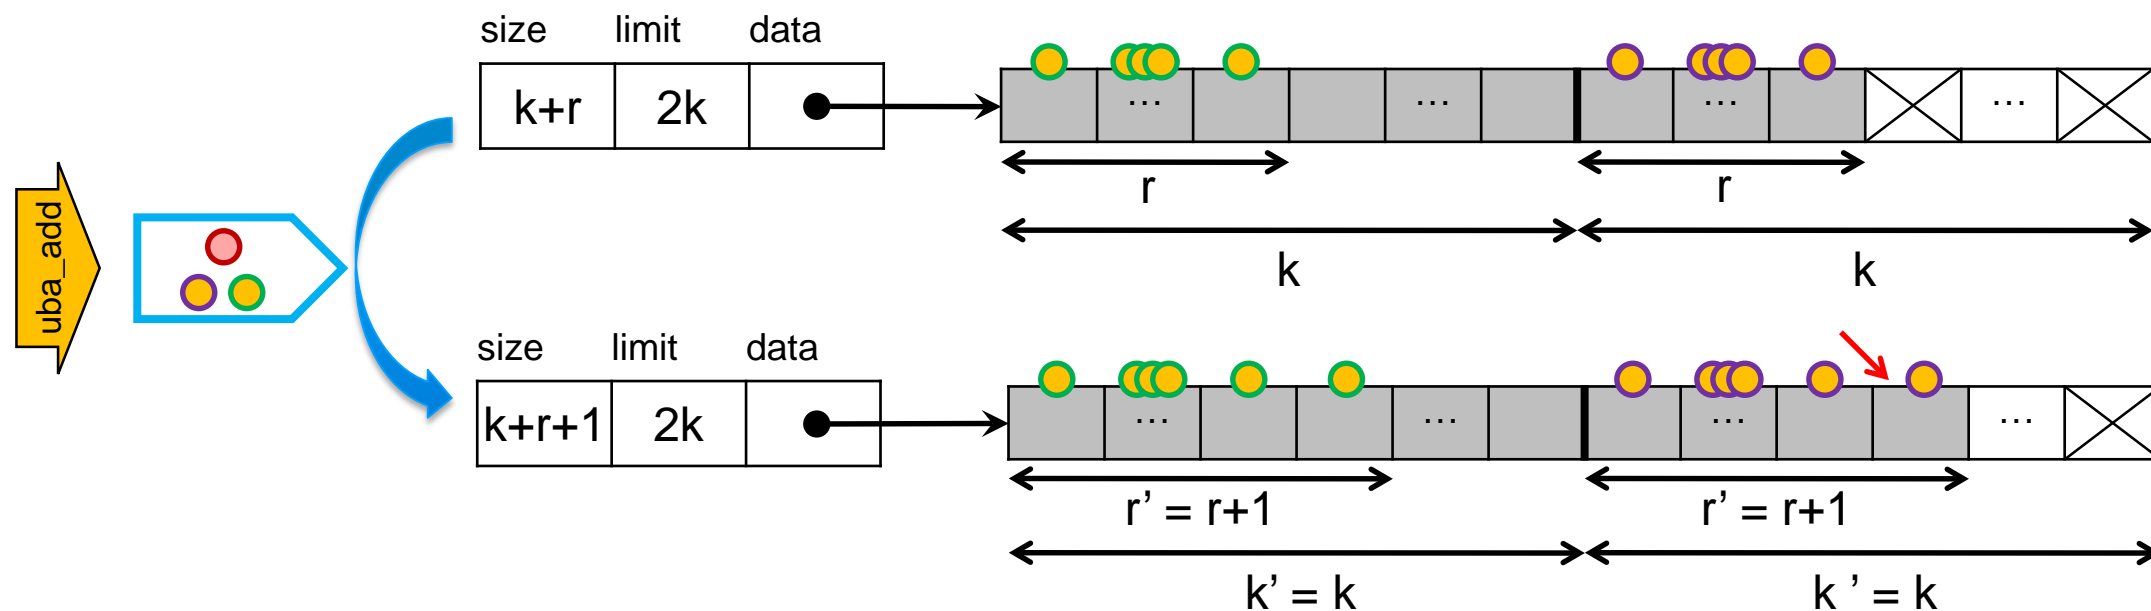 size limit data
k+r 2k … … … …
r r
k k
uba_add
size limit data
k+r+1 2k … … … …
r’ = r+1 r’ = r+1
k’ = k k ’ = k